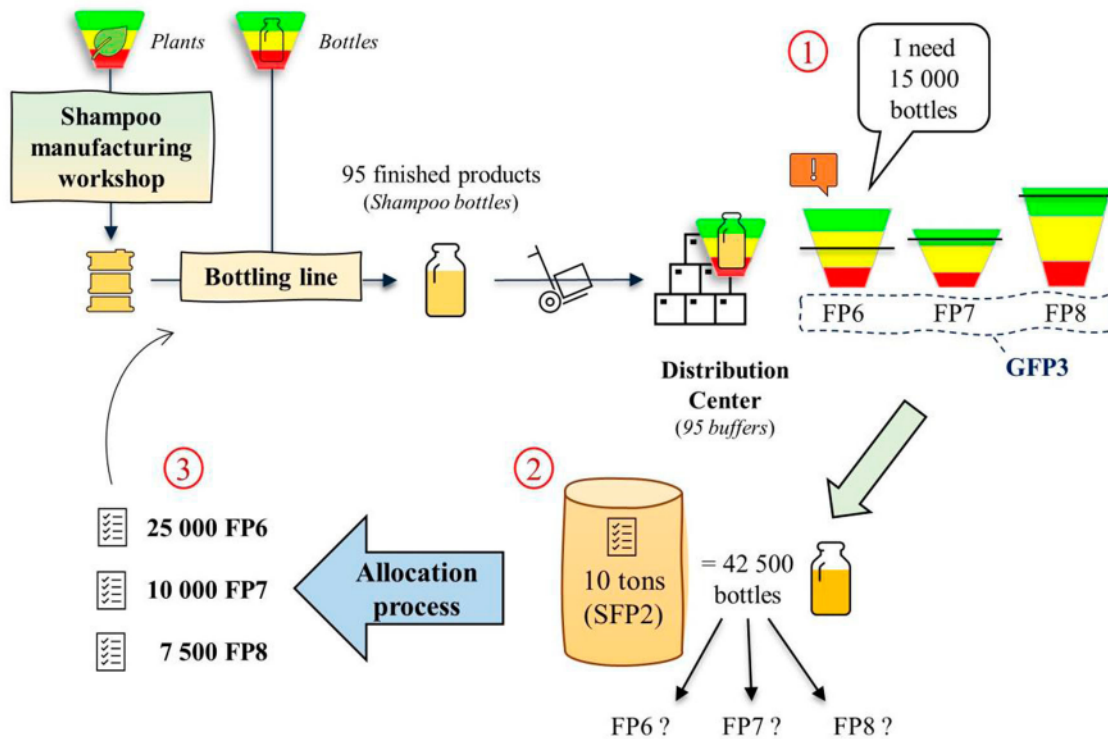 Plants
Bottles
1
I need
15 000
bottles
Shampoo
manufacturing
workshop
!
95 finished products
(Shampoo bottles)
Bottling line
FP6
FP7
FP8
GFP3
Distribution
Center
(95 buffers)
3
2
25 000 FP6
10 000 FP7
7 500 FP8
Allocation
process
10 tons
(SFP2)
= 42 500
bottles
FP6 ?
FP7 ?
FP8 ?